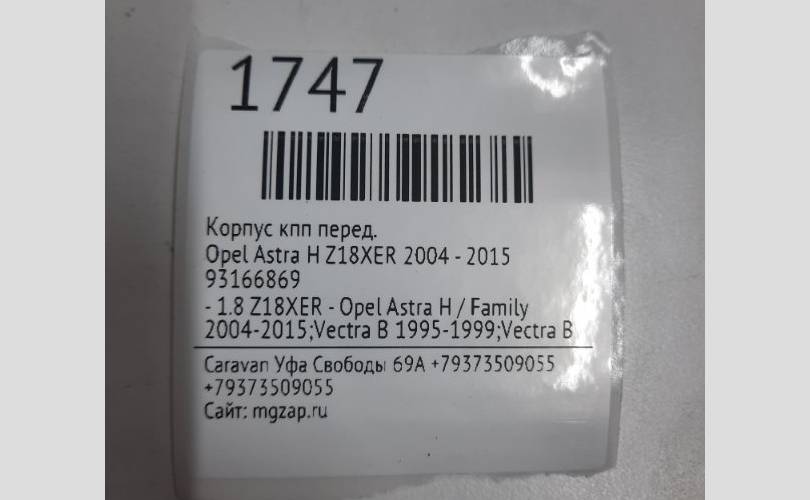 1747
Корпус кпп перед.
Opel Astra H Z18XER 2004 - 2015
93166869
- 1.8 Z18XER - Opel Astra H / Family
2004-2015;Vectra B 1995-1999;Vectra B
Caravan Уфа Свободы 69А +79373509055
+79373509055
Сайт: mgzap.ru